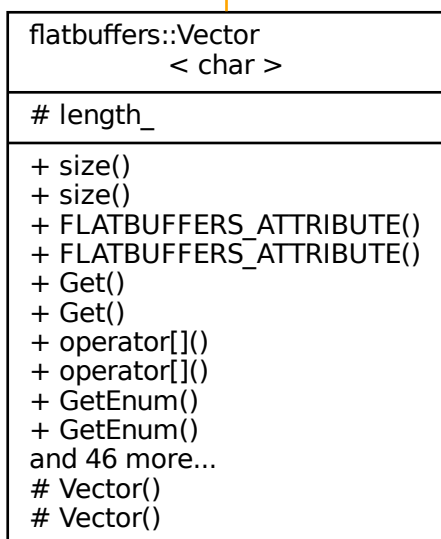 flatbuffers::Vector
< char >
# length_
+ size()
+ size()
+ FLATBUFFERS_ATTRIBUTE()
+ FLATBUFFERS_ATTRIBUTE()
+ Get()
+ Get()
+ operator[]()
+ operator[]()
+ GetEnum()
+ GetEnum()
and 46 more...
# Vector()
# Vector()